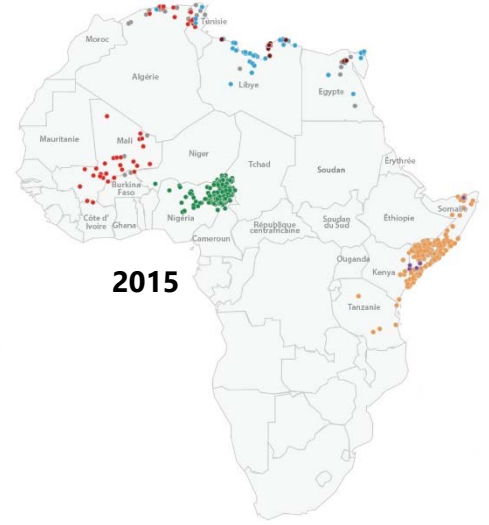 Tunisie
Maroc
Algérie
Libye
Egypte
Mauritanie
Mali
Niger
Tchad
Soudan
Érythrée
Burkina
Faso
Côte d'
Ivoire
Ghana
Nigéria
Cameroun
République
centrafricaine
Soudan
du Sud
Éthiopie
Somalie
Ouganda
Kenya
Tanzanie
2015